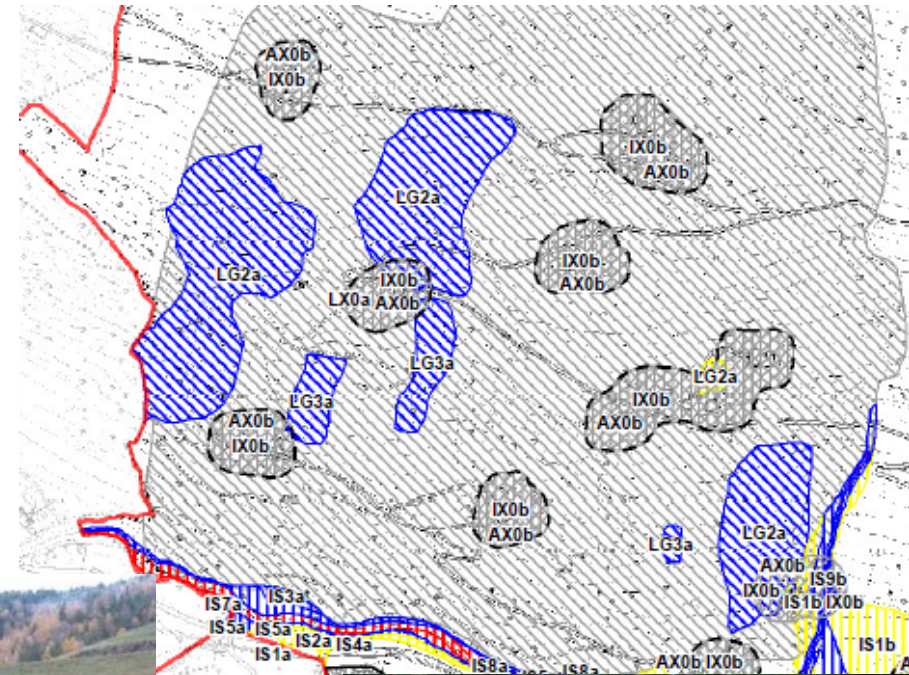 AX0b
IX0b
IX0b
AX0b
LG2a
LG2a
IX0b
AX0b
IX0b
LX0a AX0b
LG3a
LG3a
LG2a
IX0b
AX0b
AX0b
IX0b
IX0b
AX0b
LG3a
LG2a
AX0b
IS9b
IX0b
IS1b IX0b
IS7a
IS3a
IS5a
IS5a
IS2a
IS4a
IS1a
IS8a
IS8a
AX0b IX0b
IS1b